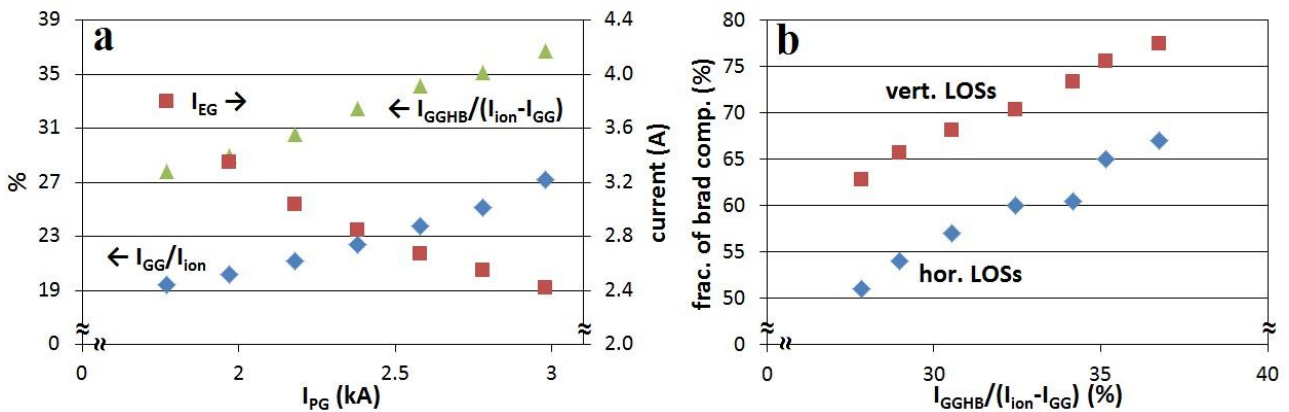 a
39
35
31
27
23
19
0
%
4.4
4.0
3.6
3.2
2.8
2.4
2.0
current (A)
I_EG →
← I_GGHB/(I_ion-I_GG)
← I_GG/I_ion
0
2
2.5
3
I_PG (kA)
b
80
75
70
65
60
55
50
0
frac. of brad comp. (%)
vert. LOSs
hor. LOSs
0
30
35
40
I_GGHB/(I_ion-I_GG) (%)